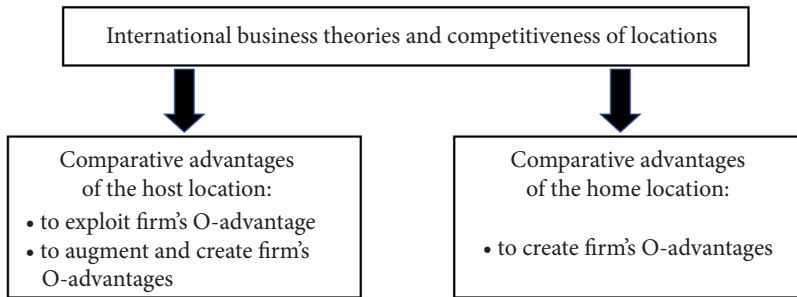 International business theories and competitiveness of locations
Comparative advantages
of the host location:
• to exploit firm's O-advantage
• to augment and create firm's
O-advantages
Comparative advantages
of the home location:
• to create firm's O-advantages